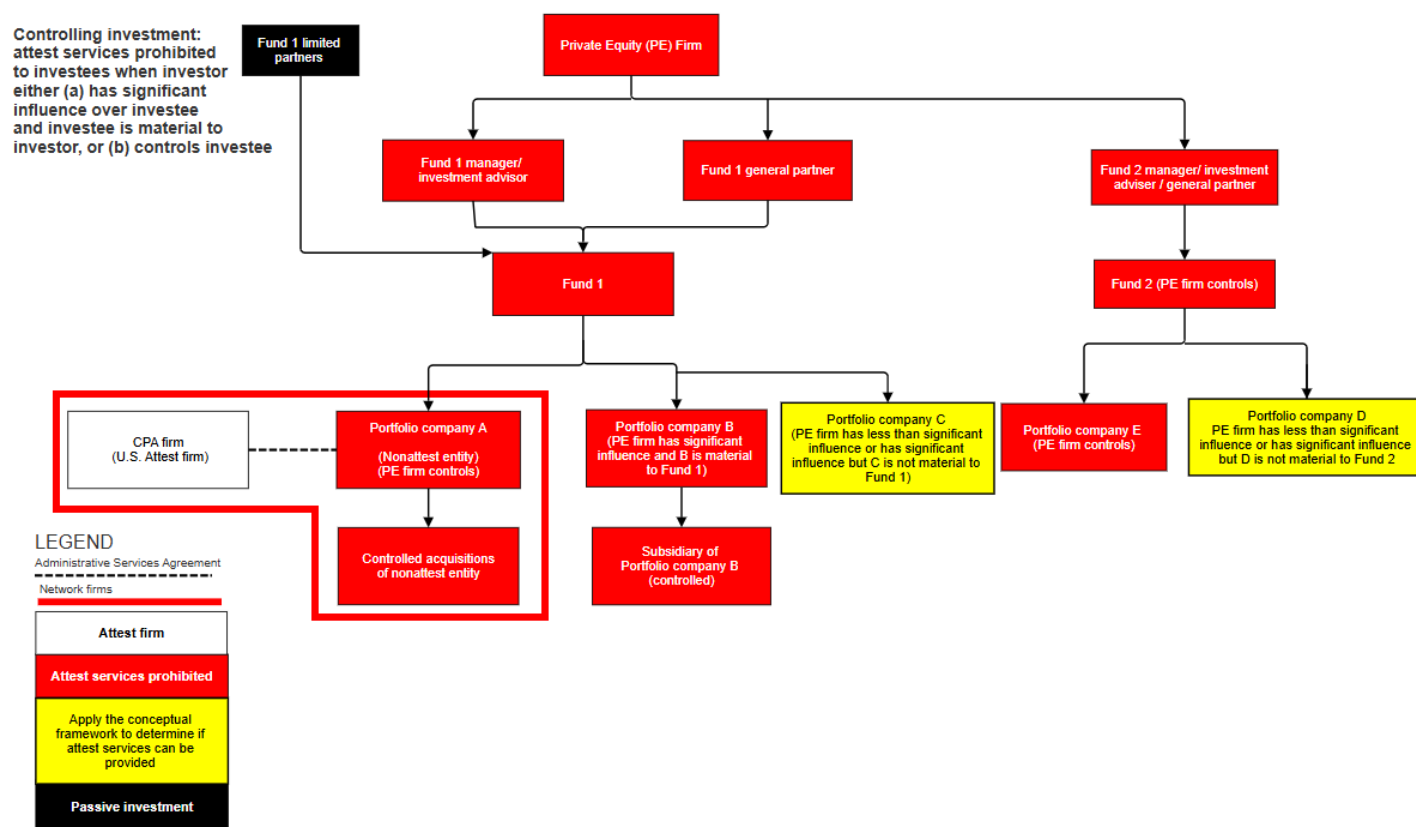 Controlling investment:
attest services prohibited
to investees when investor
either (a) has significant
influence over investee
and investee is material to
investor, or (b) controls investee
Fund 1 limited
partners
Private Equity (PE) Firm
Fund 1 manager/
investment advisor
Fund 1 general partner
Fund 2 manager/ investment
adviser / general partner
Fund 1
Fund 2 (PE firm controls)
CPA firm
(U.S. Attest firm)
Portfolio company A
(Nonattest entity)
(PE firm controls)
Portfolio company B
(PE firm has significant
influence and B is material
to Fund 1)
Portfolio company C
(PE firm has less than significant
influence or has significant
influence but C is not material to
Fund 1)
Portfolio company E
(PE firm controls)
Portfolio company D
PE firm has less than significant
influence or has significant influence
but D is not material to Fund 2
Controlled acquisitions
of nonattest entity
Subsidiary of
Portfolio company B
(controlled)
LEGEND
Administrative Services Agreement
Network firms
Attest firm
Attest services prohibited
Apply the conceptual
framework to determine if
attest services can be
provided
Passive investment